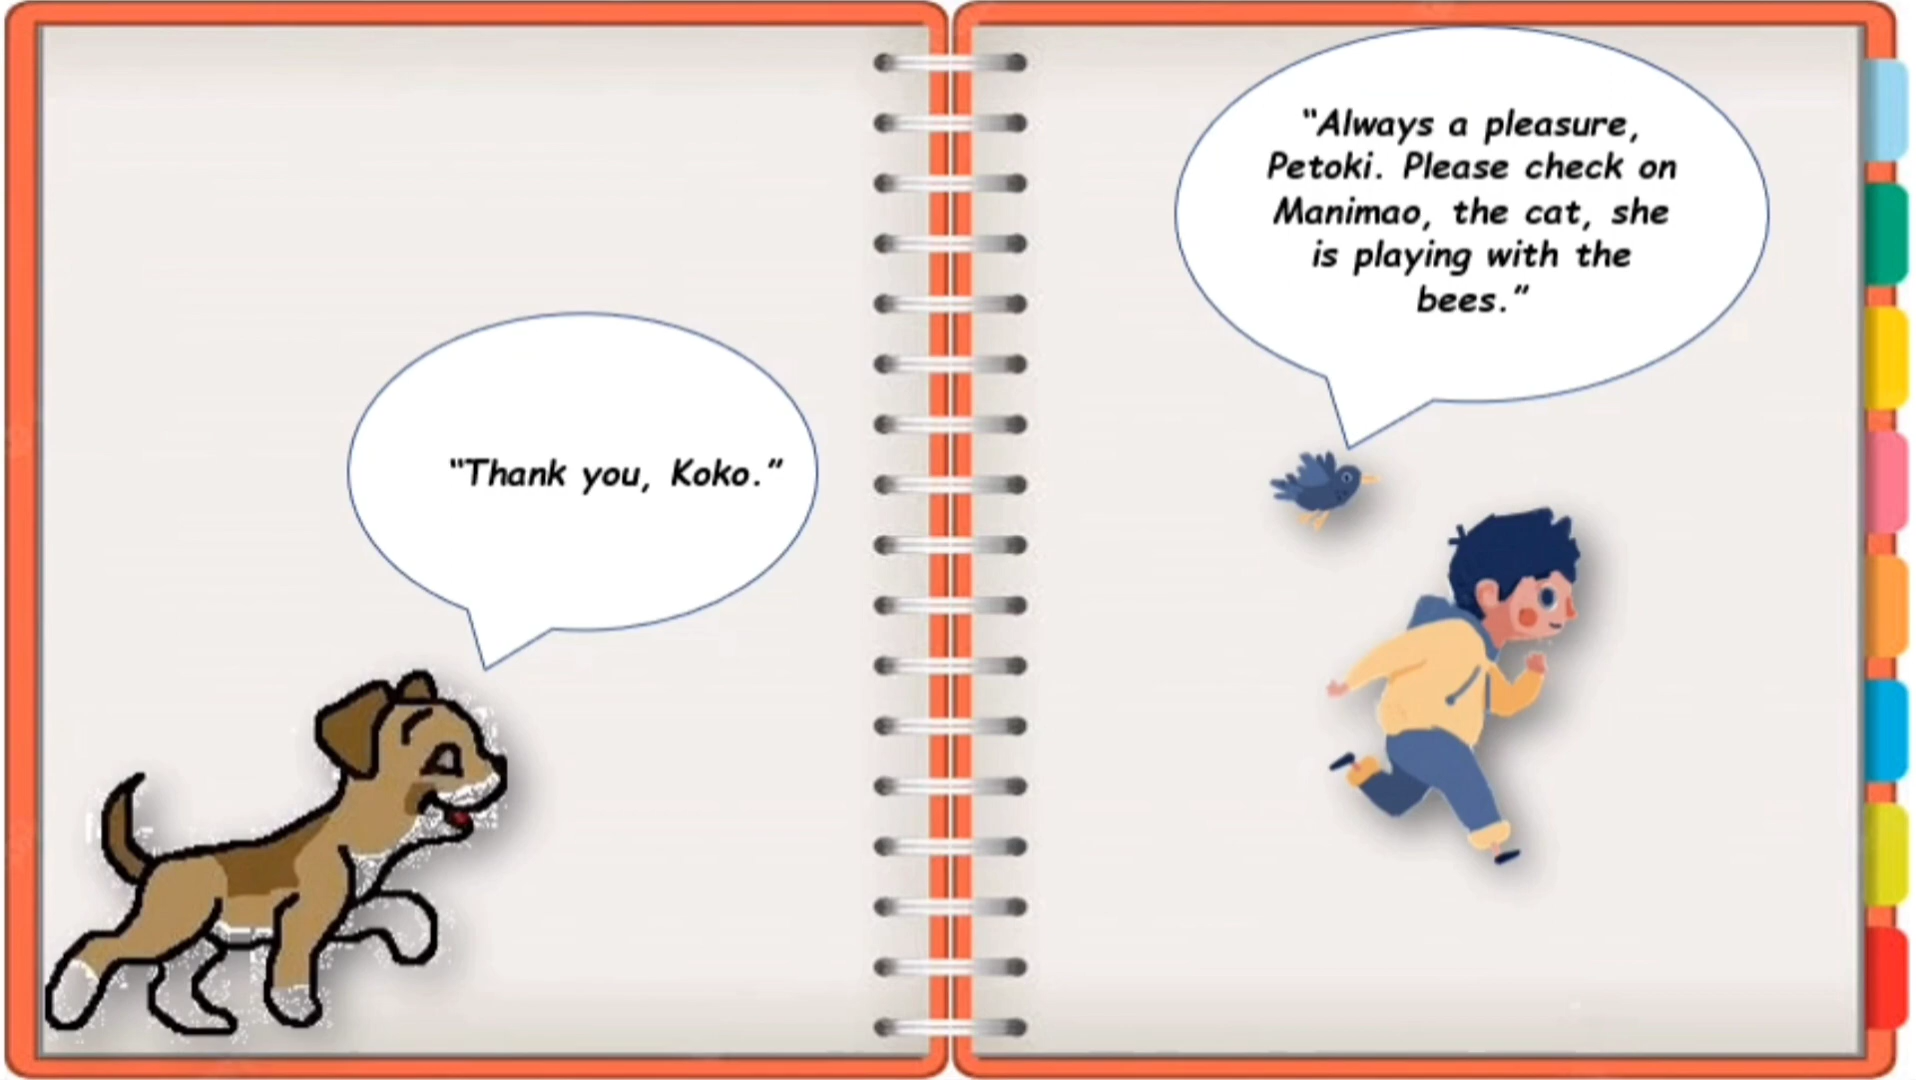 “Thank you, Koko.”
“Always a pleasure,
Petoki. Please check on
Manimao, the cat, she
is playing with the
bees.”